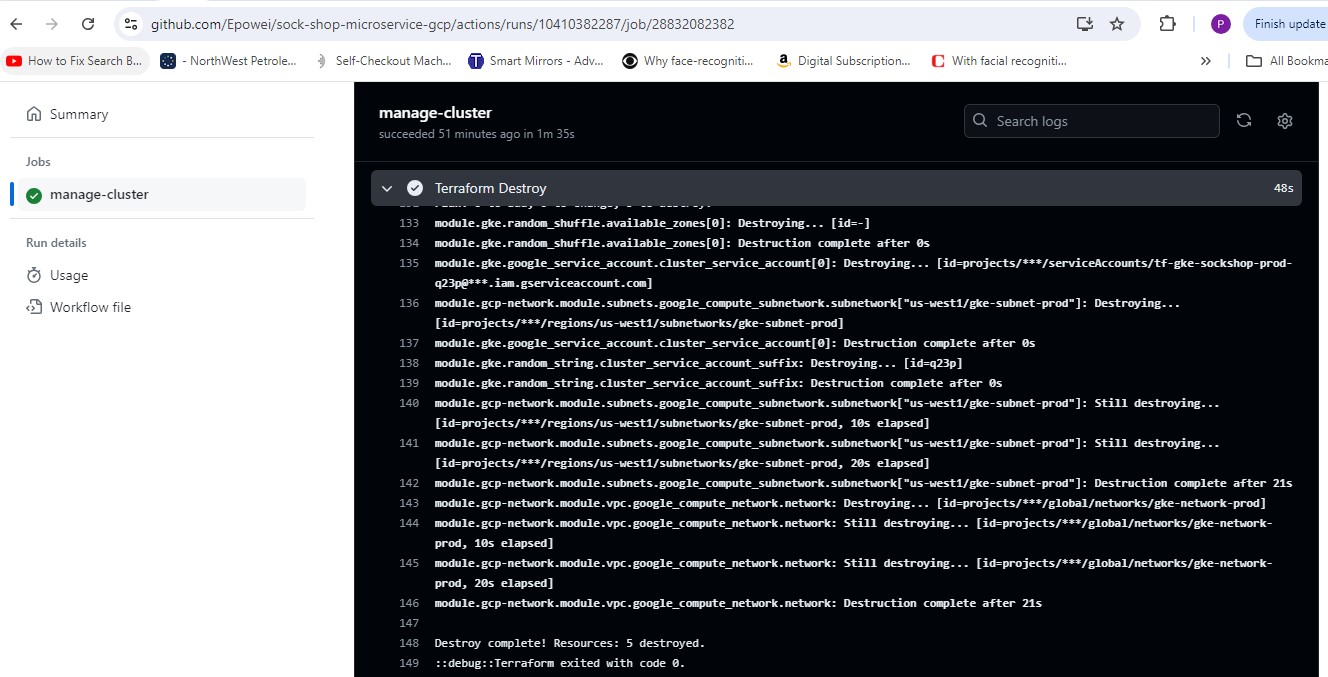 github.com/Epowei/sock-shop-microservice-gcp/actions/runs/10410382287/job/28832082382
P
Finish update
How to Fix Search B...
- NorthWest Petrole...
Self-Checkout Mach...
Smart Mirrors - Adv...
Why face-recogniti...
Digital Subscription...
With facial recogniti...
»
All Bookma
Summary
Jobs
manage-cluster
Run details
Usage
Workflow file
manage-cluster
succeeded 51 minutes ago in 1m 35s
Search logs
Terraform Destroy
48s
133 module.gke.random_shuffle.available_zones[0]: Destroying... [id=-]
134 module.gke.random_shuffle.available_zones[0]: Destruction complete after 0s
135 module.gke.google_service_account.cluster_service_account[0]: Destroying... [id=projects/***/serviceAccounts/tf-gke-sockshop-prod-
q23p@***.iam.gserviceaccount.com]
136 module.gcp-network.module.subnets.google_compute_subnetwork.subnetwork["us-west1/gke-subnet-prod"]: Destroying...
[id=projects/***/regions/us-west1/subnetworks/gke-subnet-prod]
137 module.gke.google_service_account.cluster_service_account[0]: Destruction complete after 0s
138 module.gke.random_string.cluster_service_account_suffix: Destroying... [id=q23p]
139 module.gke.random_string.cluster_service_account_suffix: Destruction complete after 0s
140 module.gcp-network.module.subnets.google_compute_subnetwork.subnetwork["us-west1/gke-subnet-prod"]: Still destroying...
[id=projects/***/regions/us-west1/subnetworks/gke-subnet-prod, 10s elapsed]
141 module.gcp-network.module.subnets.google_compute_subnetwork.subnetwork["us-west1/gke-subnet-prod"]: Still destroying...
[id=projects/***/regions/us-west1/subnetworks/gke-subnet-prod, 20s elapsed]
142 module.gcp-network.module.subnets.google_compute_subnetwork.subnetwork["us-west1/gke-subnet-prod"]: Destruction complete after 21s
143 module.gcp-network.module.vpc.google_compute_network.network: Destroying... [id=projects/***/global/networks/gke-network-prod]
144 module.gcp-network.module.vpc.google_compute_network.network: Still destroying... [id=projects/***/global/networks/gke-network-
prod, 10s elapsed]
145 module.gcp-network.module.vpc.google_compute_network.network: Still destroying... [id=projects/***/global/networks/gke-network-
prod, 20s elapsed]
146 module.gcp-network.module.vpc.google_compute_network.network: Destruction complete after 21s
147
148 Destroy complete! Resources: 5 destroyed.
149 ::debug::Terraform exited with code 0.